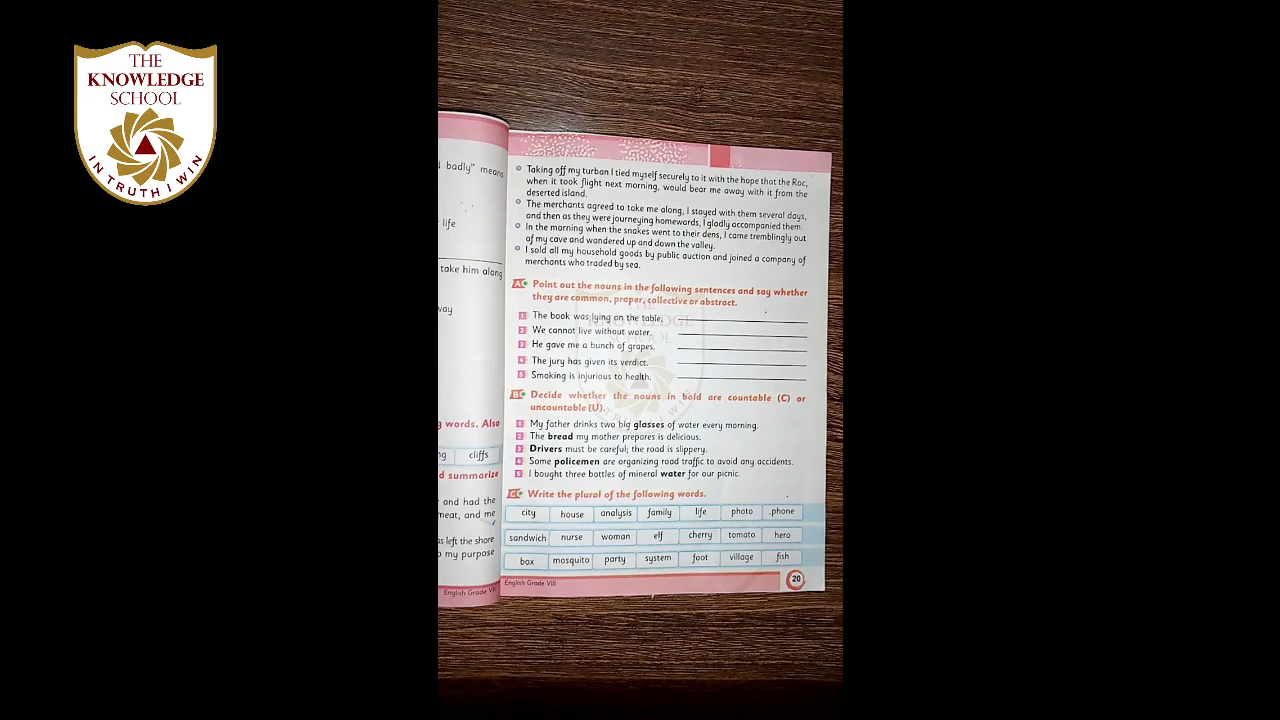 THE
KNOWLEDGE
SCHOOL
IN TRUTH I WIN
badly" means
life
take him along
way
words. Also
cliffs
summarize
and had the
meat, and me
left the shore
my purpose
English Grade VIII
Taking off my turban I tied myself securely to it with the hope that the Roc,
when it took flight next morning, would bear me away with it from the
deserted island.
The merchants agreed to take me along, I stayed with them several days,
and then as they were journeying homewards, I gladly accompanied them.
In the morning when the snakes went to their dens, I came tremblingly out
of my cave and wandered up and down the valley.
I sold all my household goods by public auction and joined a company of
merchants who traded by sea.
A Point out the nouns in the following sentences and say whether
they are common, proper, collective or abstract.
1 The book was lying on the table.
2 We cannot live without water.
3 He gave me a bunch of grapes.
4 The jury has given its verdict.
5 Smoking is injurious to health.
B Decide whether the nouns in bold are countable (C) or
uncountable (U).
1 My father drinks two big glasses of water every morning.
2 The bread my mother prepares is delicious.
3 Drivers must be careful; the road is slippery.
4 Some policemen are organizing road traffic to avoid any accidents.
5 I bought three bottles of mineral water for our picnic.
C Write the plural of the following words.
city house analysis family life photo phone
sandwich nurse woman elf cherry tomato hero
box mosquito party system foot village fish
English Grade VIII
20